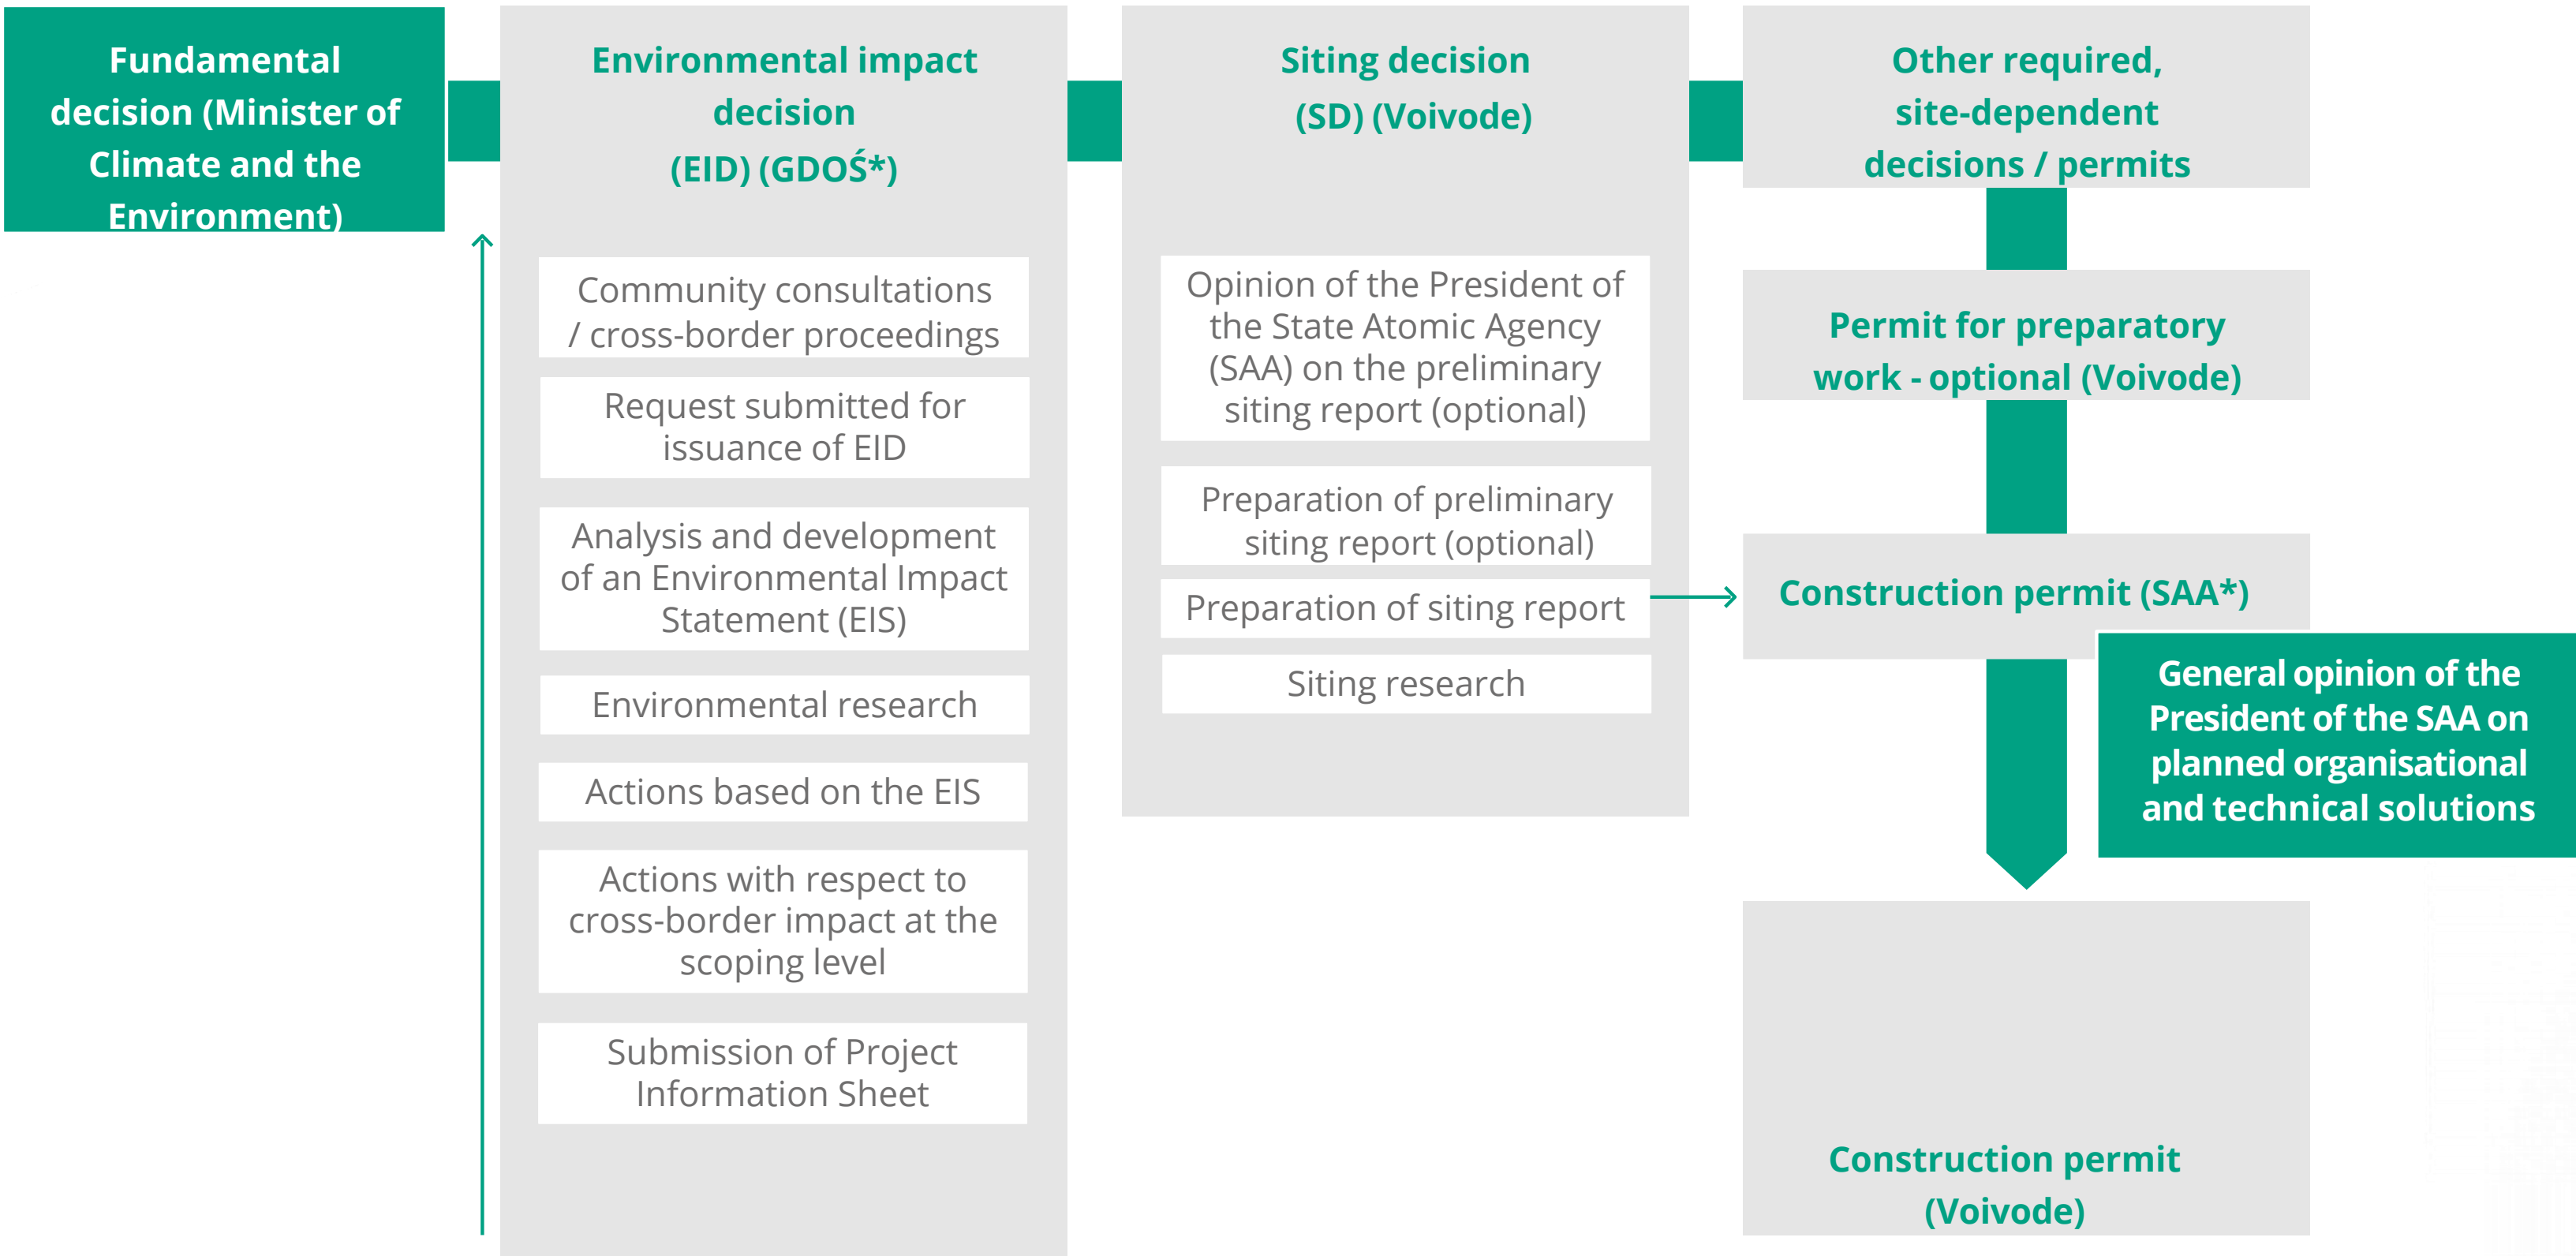 Fundamental
decision (Minister of
Climate and the
Environment)
Environmental impact
decision
(EID) (GDOŚ*)
Community consultations
/ cross-border proceedings
Request submitted for
issuance of EID
Analysis and development
of an Environmental Impact
Statement (EIS)
Environmental research
Actions based on the EIS
Actions with respect to
cross-border impact at the
scoping level
Submission of Project
Information Sheet
Siting decision
(SD) (Voivode)
Opinion of the President of
the State Atomic Agency
(SAA) on the preliminary
siting report (optional)
Preparation of preliminary
siting report (optional)
Preparation of siting report
Siting research
Other required,
site-dependent
decisions / permits
Permit for preparatory
work - optional (Voivode)
Construction permit (SAA*)
General opinion of the
President of the SAA on
planned organisational
and technical solutions
Construction permit
(Voivode)